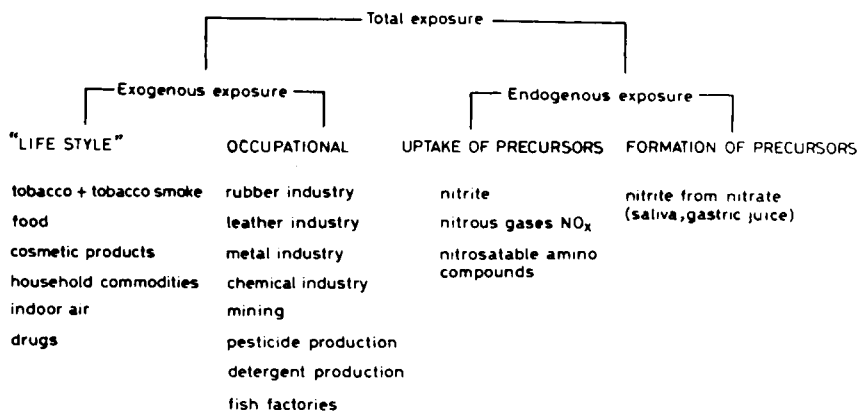 Total exposure
Exogenous exposure
Endogenous exposure
"LIFE STYLE"
OCCUPATIONAL
UPTAKE OF PRECURSORS
FORMATION OF PRECURSORS
tobacco + tobacco smoke
food
cosmetic products
household commodities
indoor air
drugs
rubber industry
leather industry
metal industry
chemical industry
mining
pesticide production
detergent production
fish factories
nitrite
nitrous gases NOx
nitrosatable amino
compounds
nitrite from nitrate
(saliva, gastric juice)